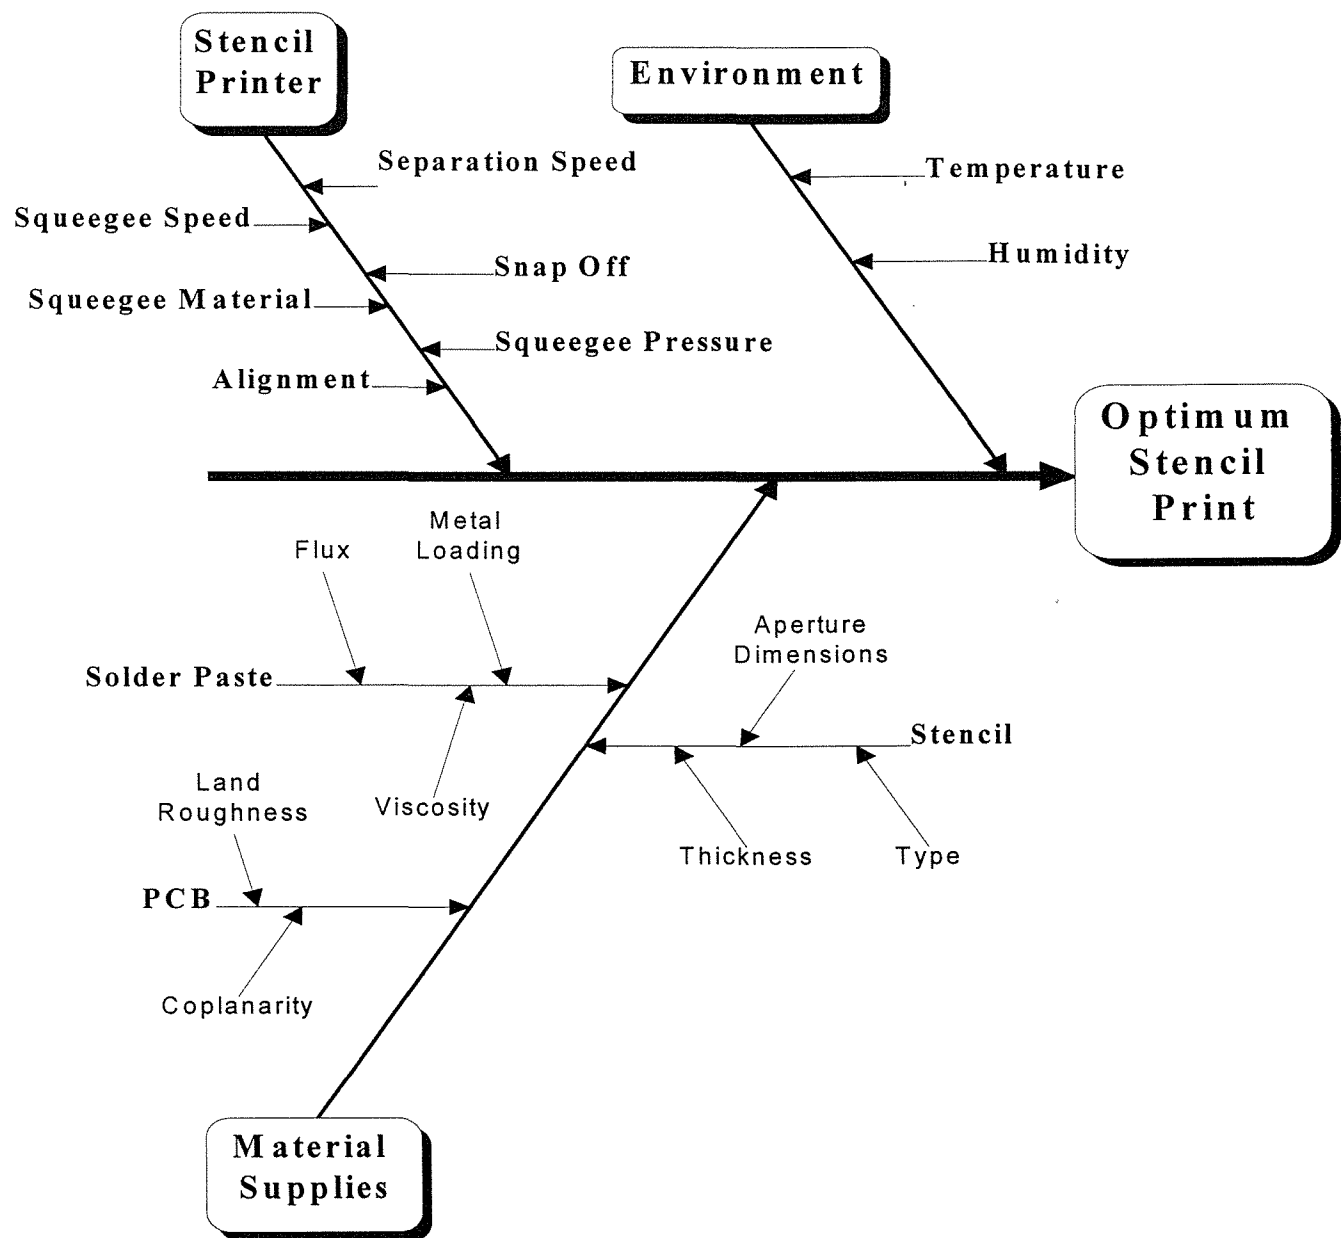 Stencil
Printer
Environment
Separation Speed
Temperature
Squeegee Speed
Humidity
Snap Off
Squeegee Material
Squeegee Pressure
Alignment
Optimum
Stencil
Print
Metal
Loading
Flux
Aperture
Dimensions
Solder Paste
Stencil
Land
Roughness
Viscosity
Thickness
Type
PCB
Coplanarity
Material
Supplies